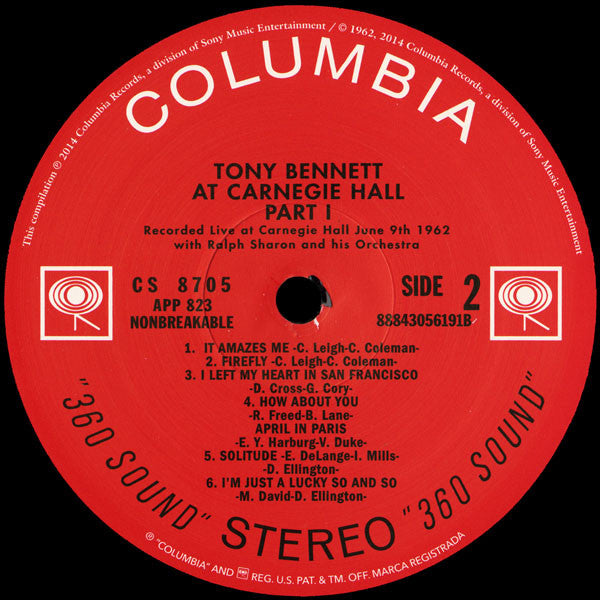 This compilation ℗ 2014 Columbia Records, a division of Sony Music Entertainment / © 1962, 2014 Columbia Records, a division of Sony Music Entertainment
COLUMBIA
TONY BENNETT
AT CARNEGIE HALL
PART I
Recorded Live at Carnegie Hall June 9th 1962
with Ralph Sharon and his Orchestra
CS 8705
APP 823
NONBREAKABLE
SIDE 2
88843056191B
1. IT AMAZES ME -C. Leigh-C. Coleman-
2. FIREFLY -C. Leigh-C. Coleman-
3. I LEFT MY HEART IN SAN FRANCISCO
-D. Cross-G. Cory-
4. HOW ABOUT YOU
-R. Freed-B. Lane-
APRIL IN PARIS
-E. Y. Harburg-V. Duke-
5. SOLITUDE -E. DeLange-I. Mills-
-D. Ellington-
6. I'M JUST A LUCKY SO AND SO
-M. David-D. Ellington-
"360 SOUND" STEREO "360 SOUND"
℗ "COLUMBIA" AND REG. U.S. PAT. & TM. OFF. MARCA REGISTRADA